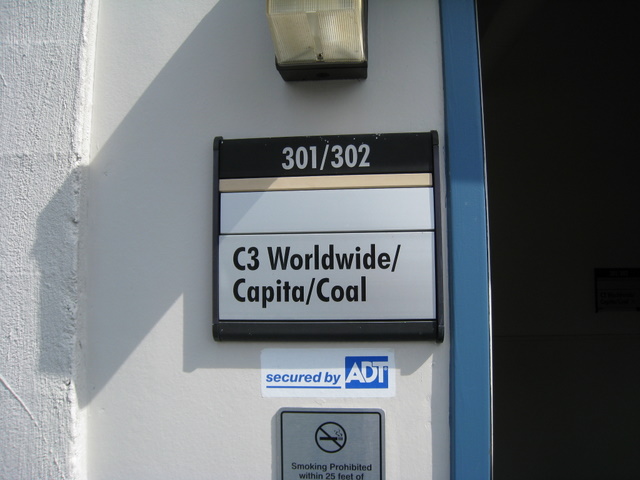 301/302
C3 Worldwide/
Capita/Coal
secured by ADT
Smoking Prohibited
within 25 feet of